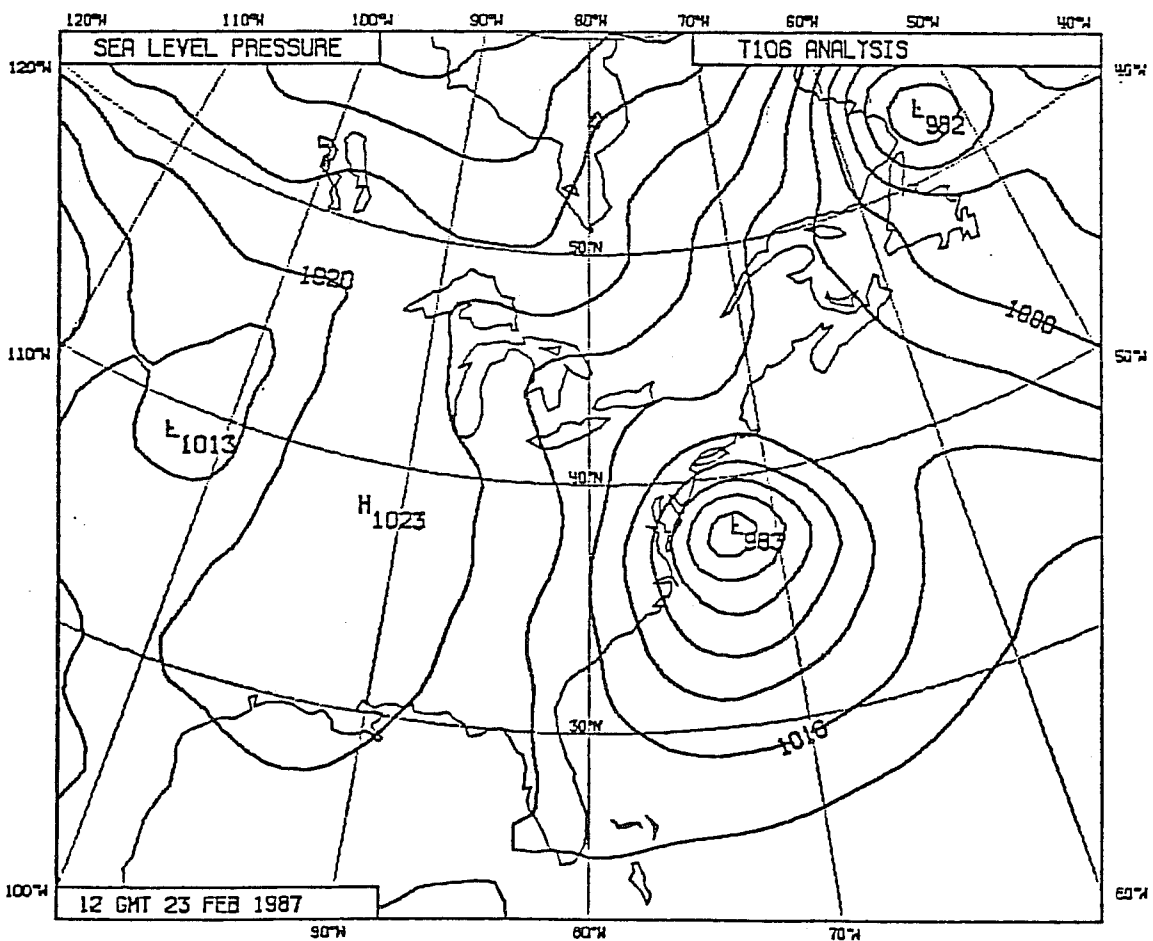 120°W 110°W 100°W 90°W 80°W 70°W 60°W 50°W 40°W
SEA LEVEL PRESSURE
T106 ANALYSIS
120°W
40°W
L 982
50°N
1020
1000
110°W
50°W
L 1013
40°N
H 1023
L 983
30°N
1016
100°W
60°W
12 GMT 23 FEB 1987
90°W 80°W 70°W